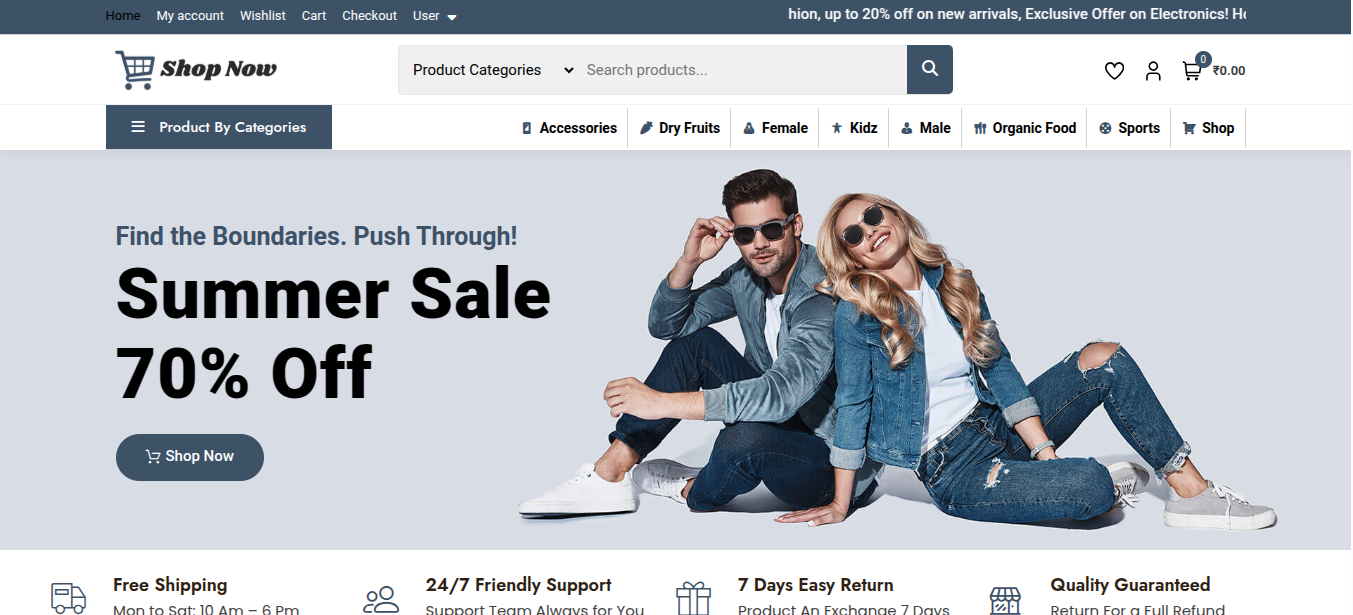 Home My account Wishlist Cart Checkout User
hion, up to 20% off on new arrivals, Exclusive Offer on Electronics! Ho
Shop Now
Product Categories
Search products...
0
₹0.00
Product By Categories
Accessories Dry Fruits Female Kidz Male Organic Food Sports Shop
Find the Boundaries. Push Through!
Summer Sale
70% Off
Shop Now
Free Shipping
Mon to Sat: 10 Am – 6 Pm
24/7 Friendly Support
Support Team Always for You
7 Days Easy Return
Product An Exchange 7 Days
Quality Guaranteed
Return For a Full Refund